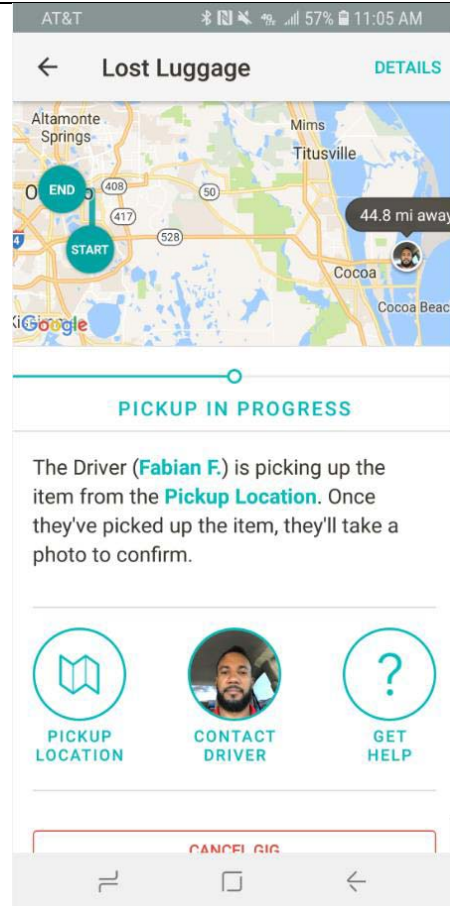 AT&T 57% 11:05 AM
Lost Luggage DETAILS
Altamonte
Springs
Mims
Titusville
END
408
50
417
START
528
44.8 mi away
Cocoa
Cocoa Beac
Google
PICKUP IN PROGRESS
The Driver (Fabian F.) is picking up the
item from the Pickup Location. Once
they've picked up the item, they'll take a
photo to confirm.
PICKUP
LOCATION
CONTACT
DRIVER
GET
HELP
CANCEL GIG